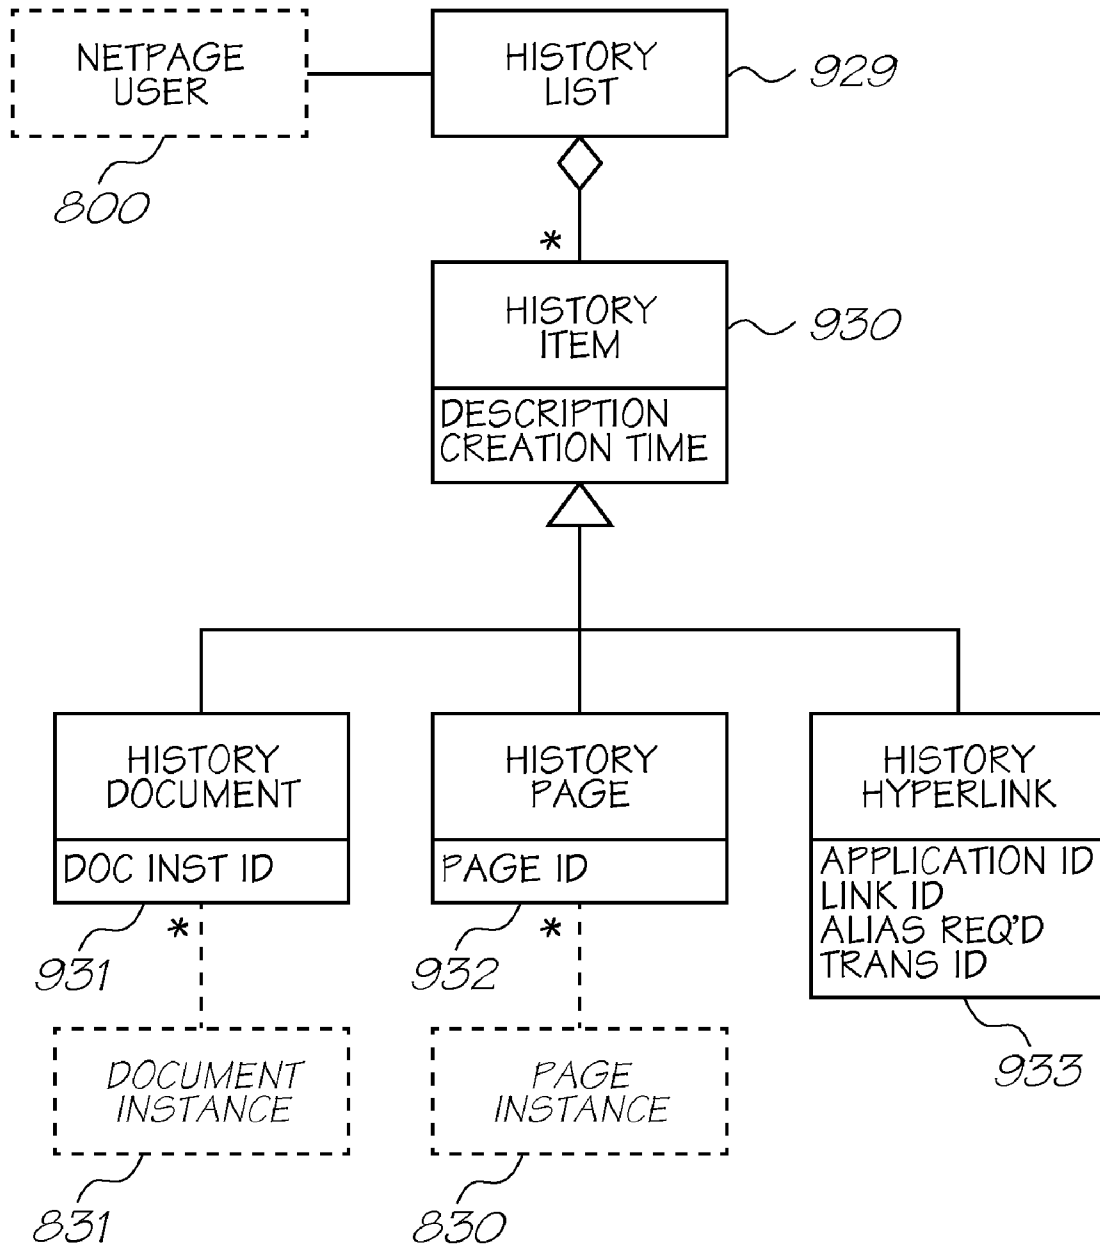 NETPAGE
USER
800
HISTORY
LIST
929
*
HISTORY
ITEM
930
DESCRIPTION
CREATION TIME
HISTORY
DOCUMENT
DOC INST ID
931
*
HISTORY
PAGE
PAGE ID
932
*
HISTORY
HYPERLINK
APPLICATION ID
LINK ID
ALIAS REQ'D
TRANS ID
933
DOCUMENT
INSTANCE
831
PAGE
INSTANCE
830